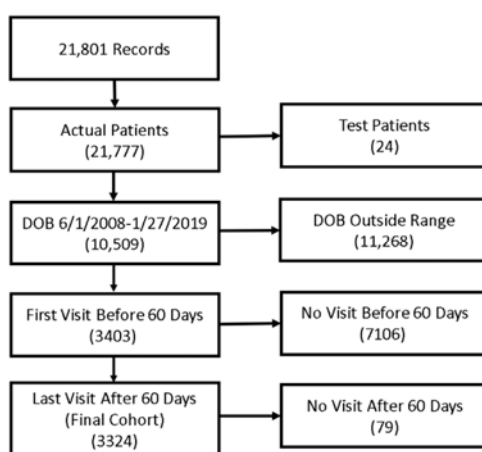 21,801 Records
Actual Patients
(21,777)
Test Patients
(24)
DOB 6/1/2008-1/27/2019
(10,509)
DOB Outside Range
(11,268)
First Visit Before 60 Days
(3403)
No Visit Before 60 Days
(7106)
Last Visit After 60 Days
(Final Cohort)
(3324)
No Visit After 60 Days
(79)